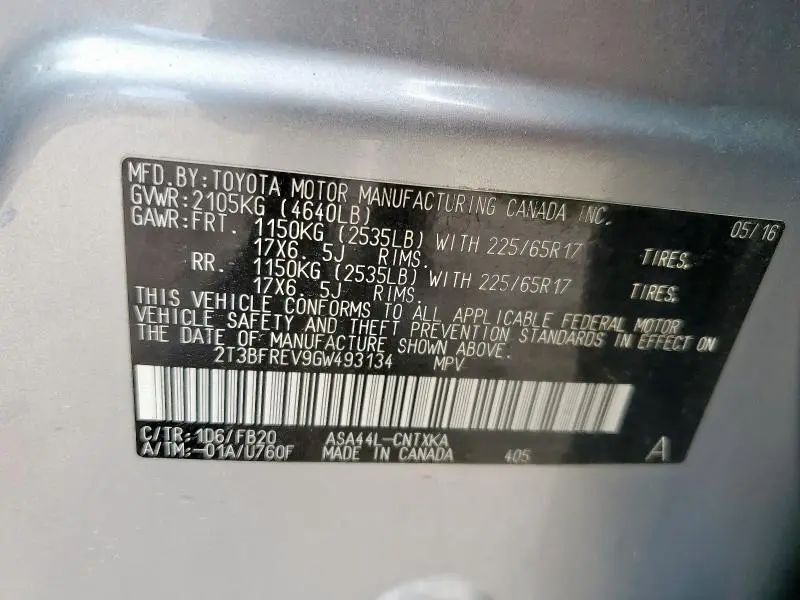 MFD.BY:TOYOTA MOTOR MANUFACTURING CANADA INC. 05/16
GVWR:2105KG (4640LB)
GAWR:FRT. 1150KG (2535LB) WITH 225/65R17 TIRES.
17X6. 5J RIMS.
RR. 1150KG (2535LB) WITH 225/65R17 TIRES.
17X6. 5J RIMS.
THIS VEHICLE CONFORMS TO ALL APPLICABLE FEDERAL MOTOR
VEHICLE SAFETY AND THEFT PREVENTION STANDARDS IN EFFECT ON
THE DATE OF MANUFACTURE SHOWN ABOVE.
2T3BFREV9GW493134 MPV
C/TR:1D6/FB20 ASA44L-CNTXKA
A/TM:-01A/U760F MADE IN CANADA 405 A